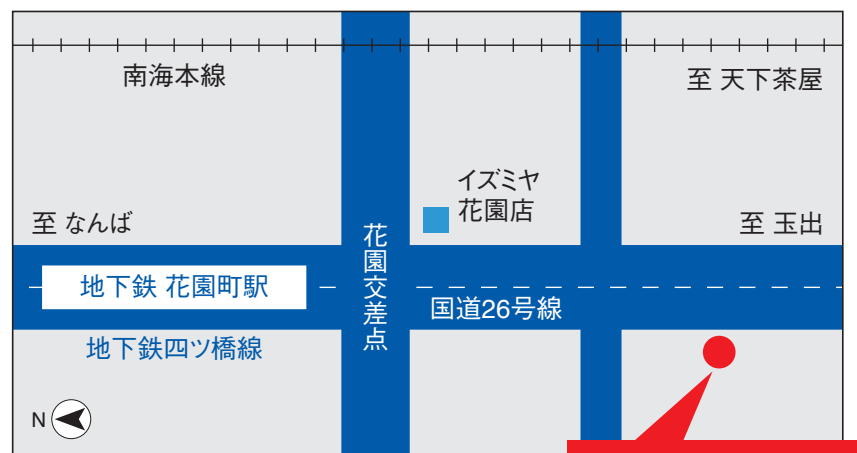 南海本線
至 天下茶屋
イズミヤ
花園店
至 なんば
至 玉出
花園交差点
地下鉄 花園町駅
国道26号線
地下鉄四ツ橋線
N